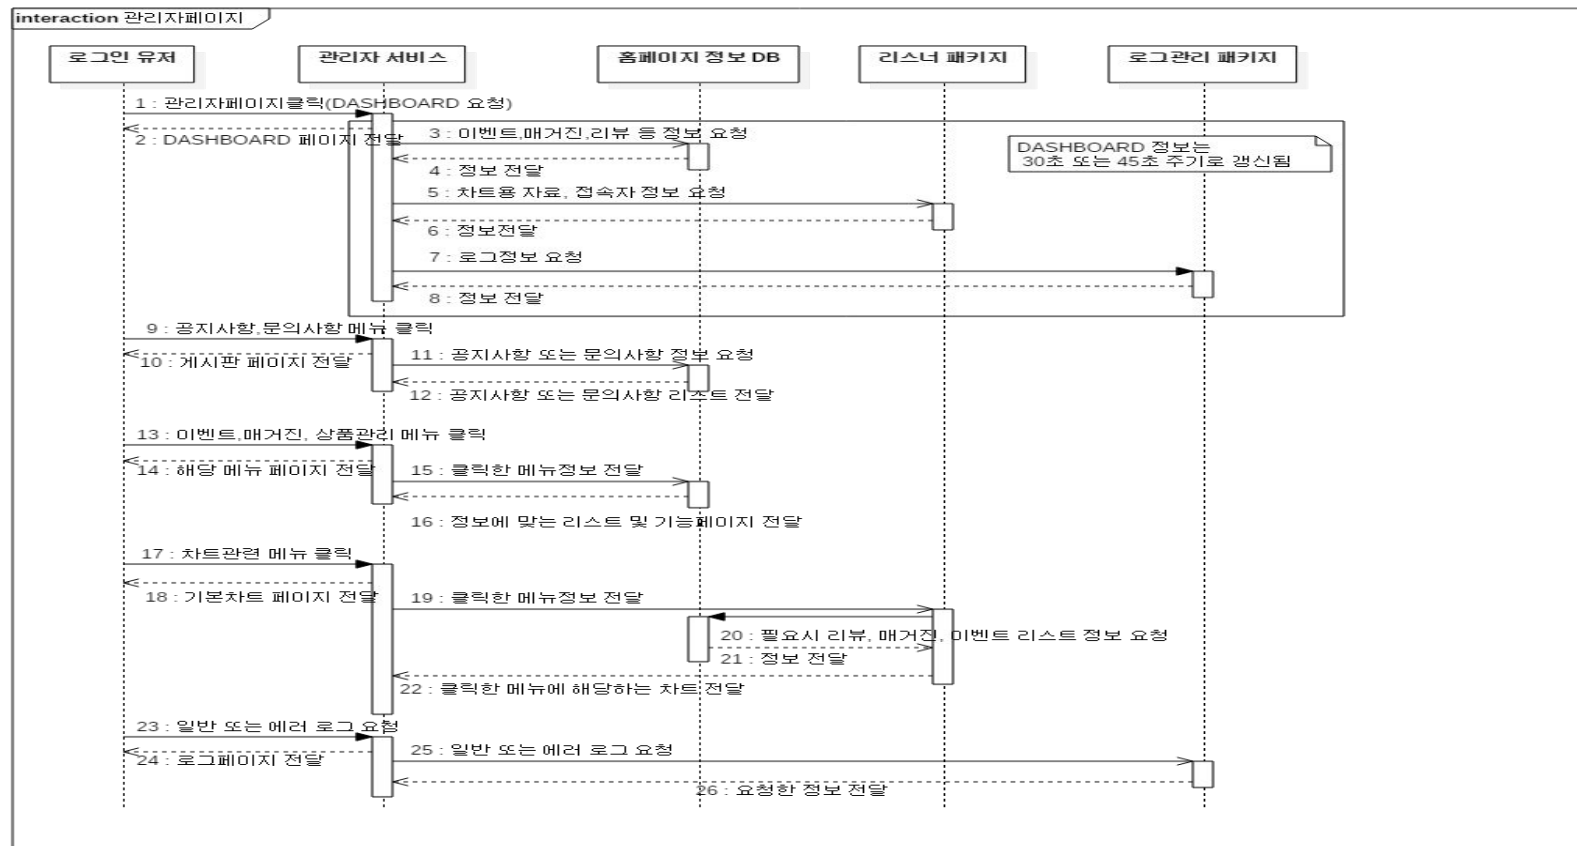 interaction 관리자페이지
로그인 유저
관리자 서비스
홈페이지 정보 DB
리스너 패키지
로그관리 패키지
1 : 관리자페이지클릭(DASHBOARD 요청)
2 : DASHBOARD 페이지 전달
3 : 이벤트,매거진,리뷰 등 정보 요청
DASHBOARD 정보는
30초 또는 45초 주기로 갱신됨
4 : 정보 전달
5 : 차트용 자료, 접속자 정보 요청
6 : 정보전달
7 : 로그정보 요청
8 : 정보 전달
9 : 공지사항,문의사항 메뉴 클릭
10 : 게시판 페이지 전달
11 : 공지사항 또는 문의사항 정보 요청
12 : 공지사항 또는 문의사항 리스트 전달
13 : 이벤트,매거진, 상품관리 메뉴 클릭
14 : 해당 메뉴 페이지 전달
15 : 클릭한 메뉴정보 전달
16 : 정보에 맞는 리스트 및 기능페이지 전달
17 : 차트관련 메뉴 클릭
18 : 기본차트 페이지 전달
19 : 클릭한 메뉴정보 전달
20 : 필요시 리뷰, 매거진, 이벤트 리스트 정보 요청
21 : 정보 전달
22 : 클릭한 메뉴에 해당하는 차트 전달
23 : 일반 또는 에러 로그 요청
24 : 로그페이지 전달
25 : 일반 또는 에러 로그 요청
26 : 요청한 정보 전달